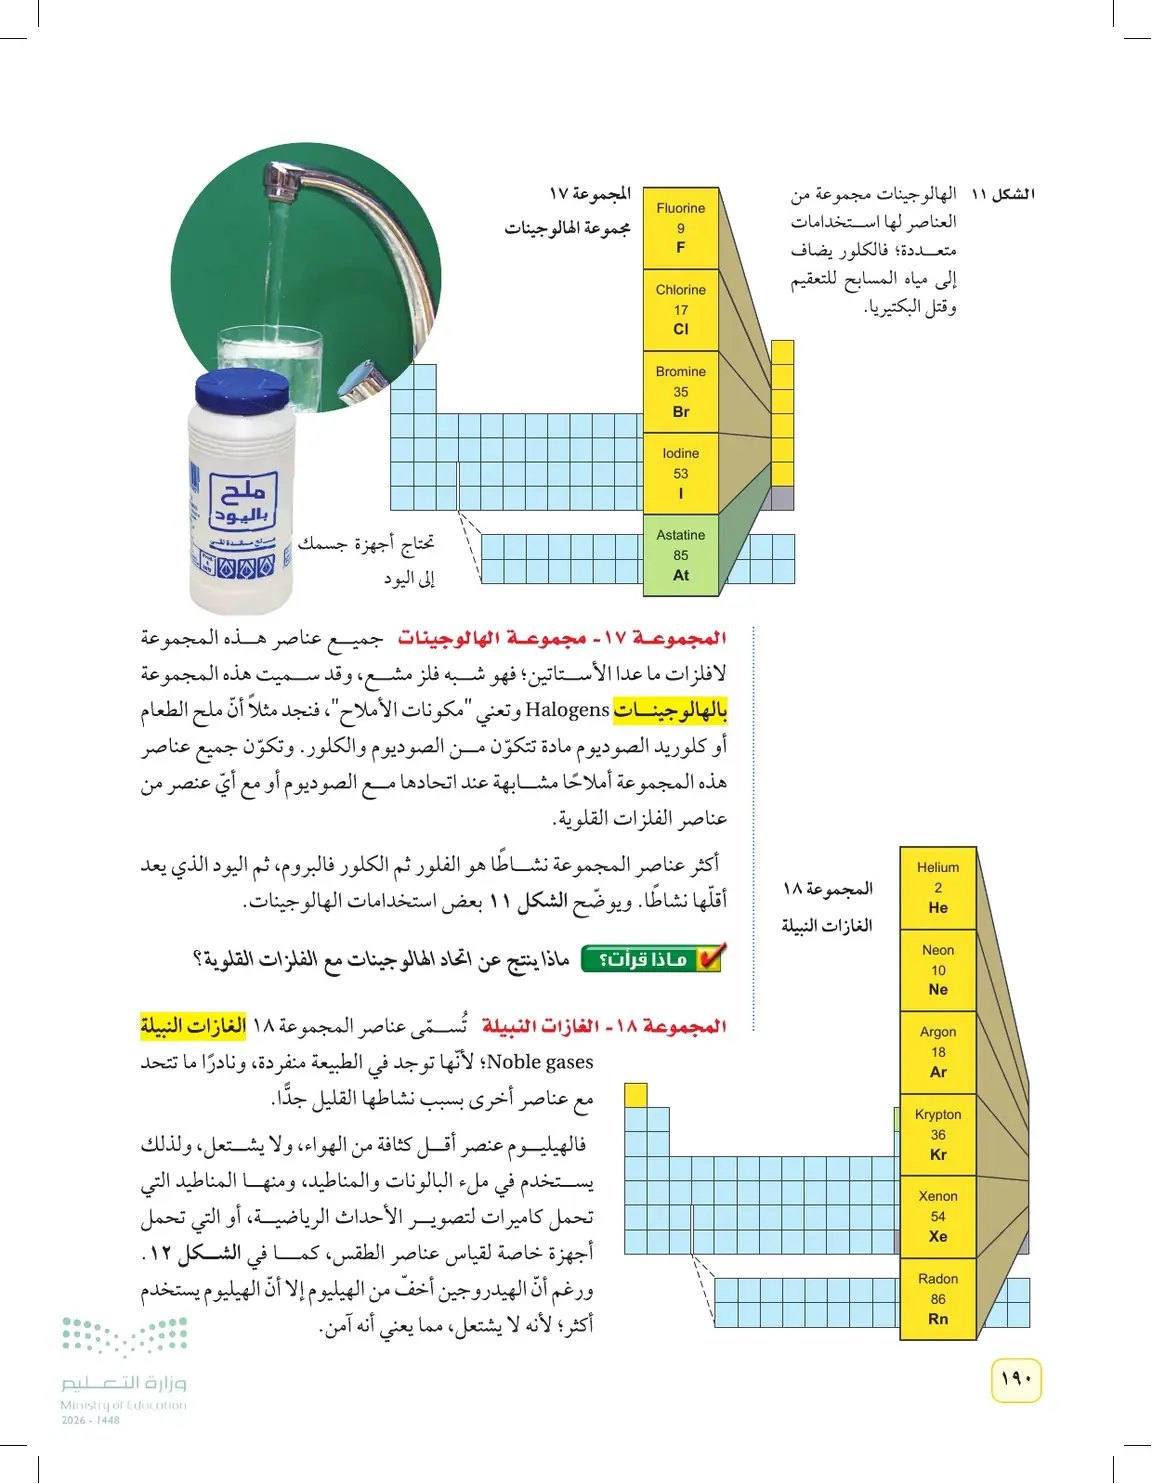 الشكل ١١ الهالوجينات مجموعة من
العناصر لها استخدامات
متعددة؛ فالكلور يضاف
إلى مياه المسابح للتعقيم
وقتل البكتيريا.
المجموعة ١٧
مجموعة الهالوجينات
Fluorine
9
F
Chlorine
17
Cl
Bromine
35
Br
Iodine
53
I
Astatine
85
At
ملح
باليود
تحتاج أجهزة جسمك
إلى اليود
المجموعة ١٧- مجموعة الهالوجينات جميع عناصر هذه المجموعة
لافلزات ما عدا الأستاتين؛ فهو شبه فلز مشع، وقد سميت هذه المجموعة
بالهالوجينات Halogens وتعني "مكونات الأملاح"، فنجد مثلاً أنّ ملح الطعام
أو كلوريد الصوديوم مادة تتكوّن من الصوديوم والكلور. وتكوّن جميع عناصر
هذه المجموعة أملاحًا مشابهة عند اتحادها مع الصوديوم أو مع أيّ عنصر من
عناصر الفلزات القلوية.
أكثر عناصر المجموعة نشاطًا هو الفلور ثم الكلور فالبروم، ثم اليود الذي يعد
أقلّها نشاطًا. ويوضّح الشكل ١١ بعض استخدامات الهالوجينات.
ماذا قرأت؟ ماذا ينتج عن اتحاد الهالوجينات مع الفلزات القلوية؟
المجموعة ١٨- الغازات النبيلة تُسمّى عناصر المجموعة ١٨ الغازات النبيلة
Noble gases؛ لأنّها توجد في الطبيعة منفردة، ونادرًا ما تتحد
مع عناصر أخرى بسبب نشاطها القليل جدًّا.
فالهيليوم عنصر أقل كثافة من الهواء، ولا يشتعل، ولذلك
يستخدم في ملء البالونات والمناطيد، ومنها المناطيد التي
تحمل كاميرات لتصوير الأحداث الرياضية، أو التي تحمل
أجهزة خاصة لقياس عناصر الطقس، كما في الشكل ١٢.
ورغم أنّ الهيدروجين أخفّ من الهيليوم إلا أنّ الهيليوم يستخدم
أكثر؛ لأنه لا يشتعل، مما يعني أنه آمن.
المجموعة ١٨
الغازات النبيلة
Helium
2
He
Neon
10
Ne
Argon
18
Ar
Krypton
36
Kr
Xenon
54
Xe
Radon
86
Rn
وزارة التعليم
Ministry of Education
2026 - 1448
١٩٠